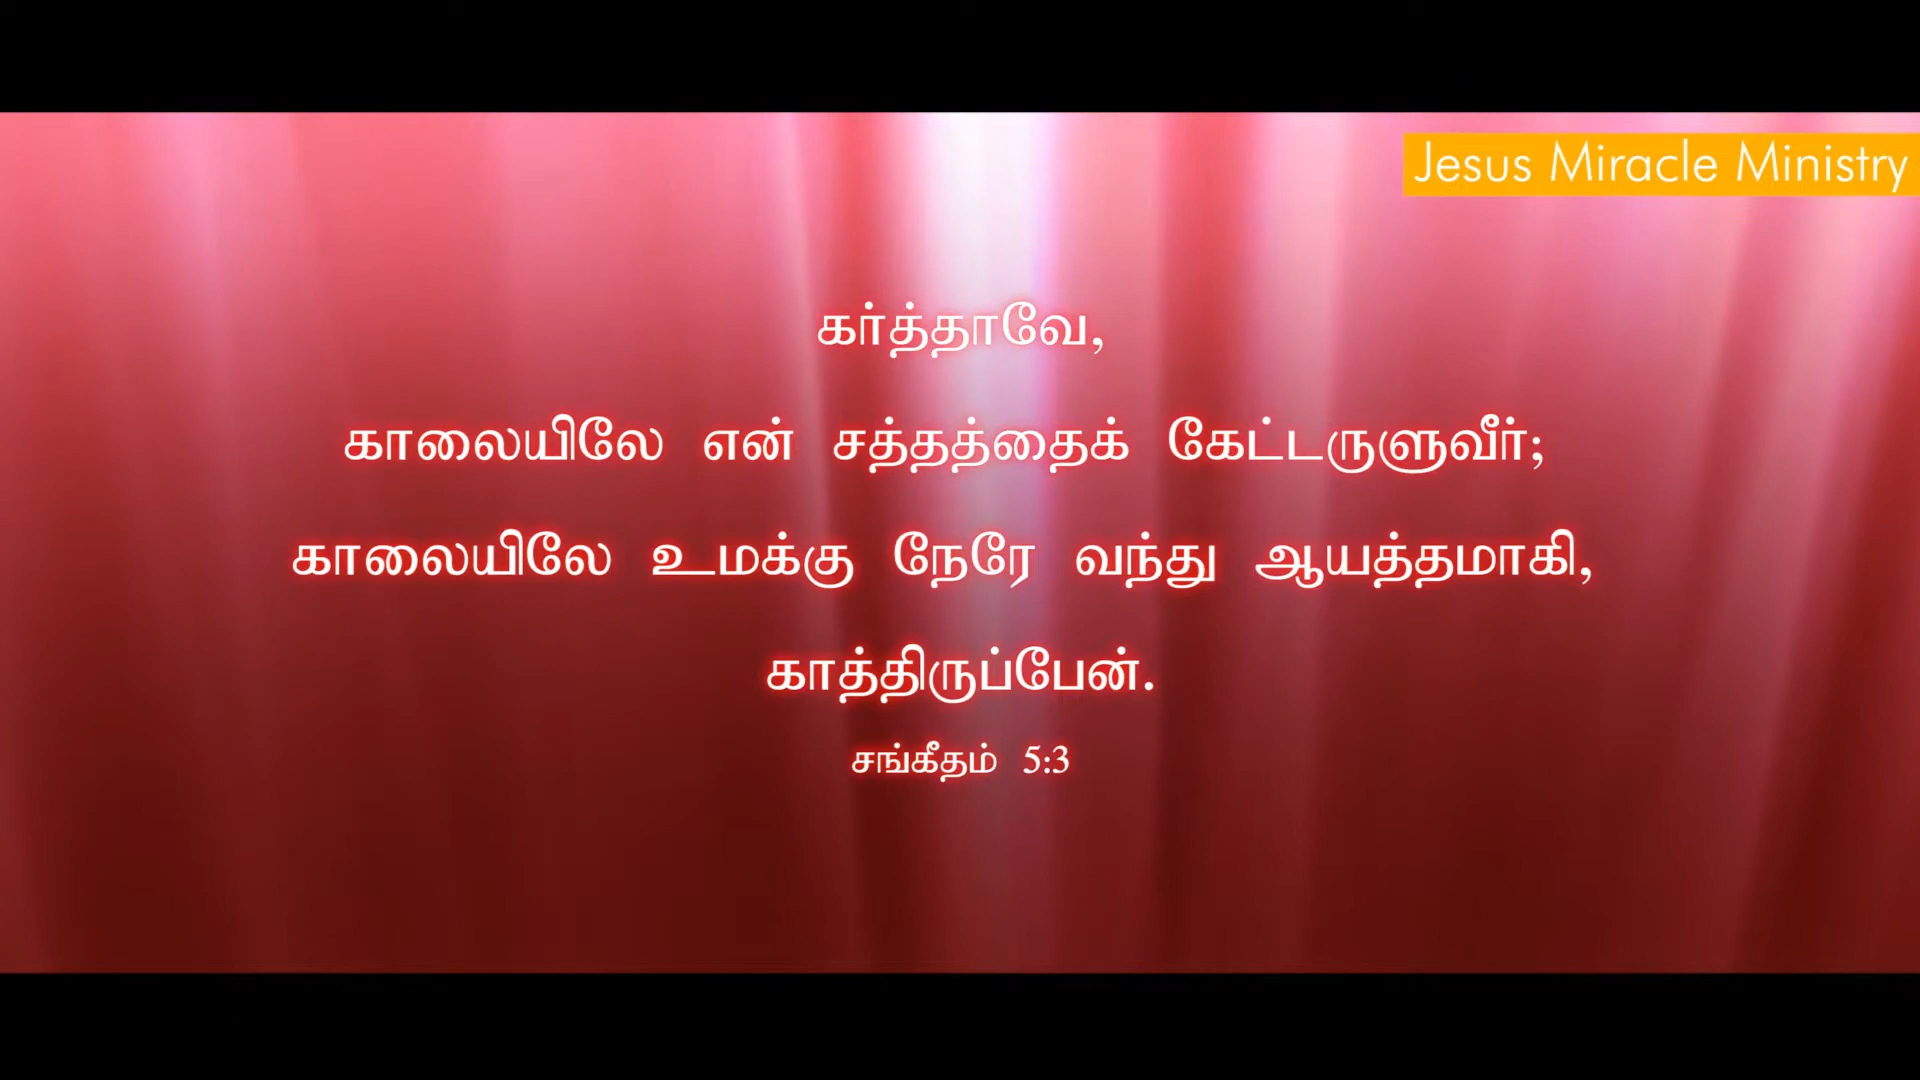 Jesus Miracle Ministry
கர்த்தாவே,
காலையிலே என் சத்தத்தைக் கேட்டருளுவீர்;
காலையிலே உமக்கு நேரே வந்து ஆயத்தமாகி,
காத்திருப்பேன்.
சங்கீதம் 5:3